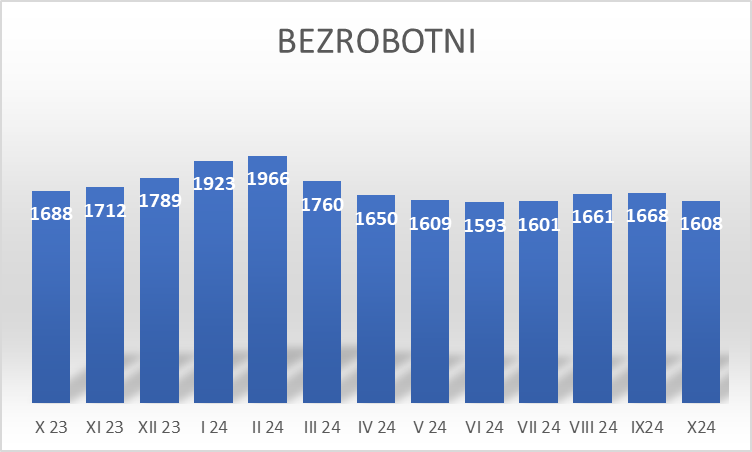 BEZROBOTNI
1688 1712 1789 1923 1966 1760 1650 1609 1593 1601 1661 1668 1608
X 23 XI 23 XII 23 I 24 II 24 III 24 IV 24 V 24 VI 24 VII 24 VIII 24 IX24 X24